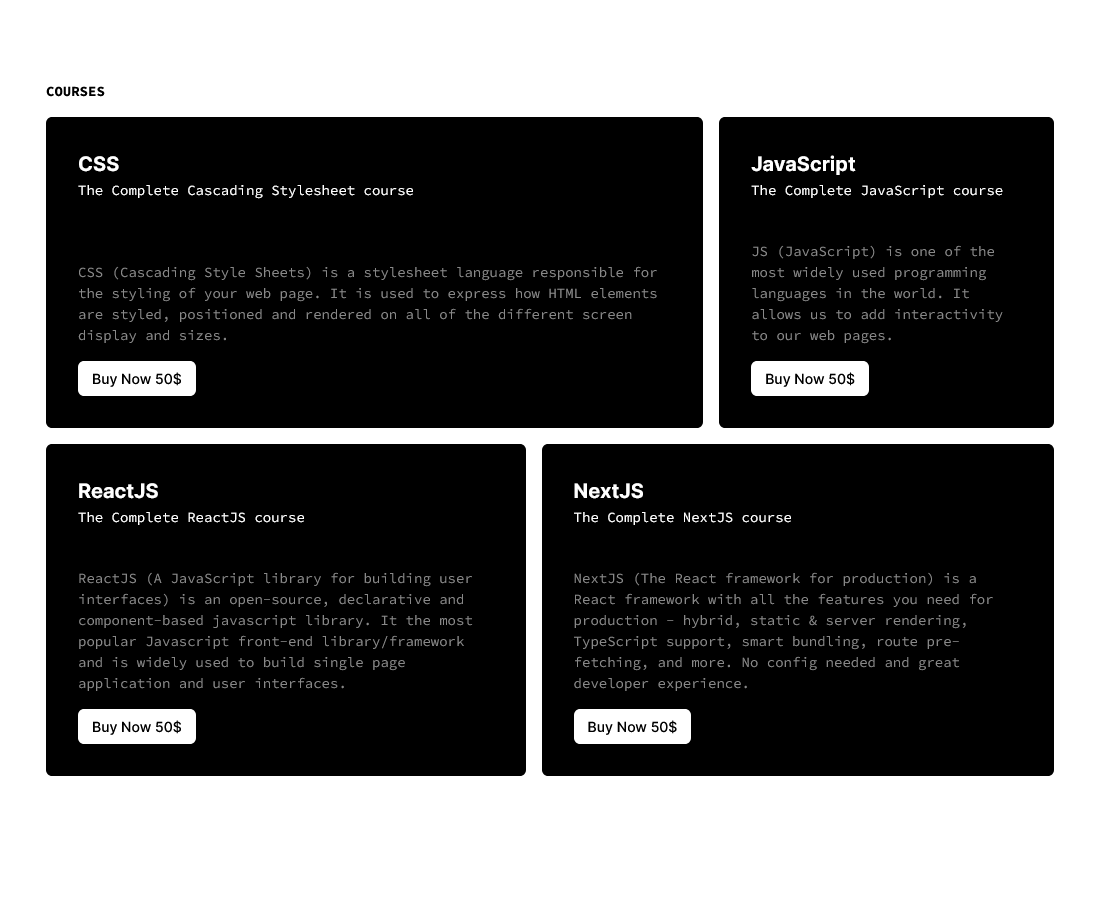 COURSES
CSS
The Complete Cascading Stylesheet course
CSS (Cascading Style Sheets) is a stylesheet language responsible for
the styling of your web page. It is used to express how HTML elements
are styled, positioned and rendered on all of the different screen
display and sizes.
Buy Now 50$
JavaScript
The Complete JavaScript course
JS (JavaScript) is one of the
most widely used programming
languages in the world. It
allows us to add interactivity
to our web pages.
Buy Now 50$
ReactJS
The Complete ReactJS course
ReactJS (A JavaScript library for building user
interfaces) is an open-source, declarative and
component-based javascript library. It the most
popular Javascript front-end library/framework
and is widely used to build single page
application and user interfaces.
Buy Now 50$
NextJS
The Complete NextJS course
NextJS (The React framework for production) is a
React framework with all the features you need for
production - hybrid, static & server rendering,
TypeScript support, smart bundling, route pre-
fetching, and more. No config needed and great
developer experience.
Buy Now 50$